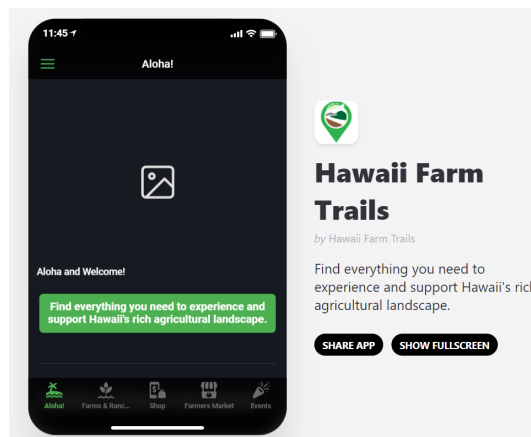 11:45
Aloha!
Aloha and Welcome!
Find everything you need to experience and
support Hawaii's rich agricultural landscape.
Aloha!
Farms & Ranc...
Shop
Farmers Market
Events
Hawaii Farm
Trails
by Hawaii Farm Trails
Find everything you need to
experience and support Hawaii's rich
agricultural landscape.
SHARE APP
SHOW FULLSCREEN